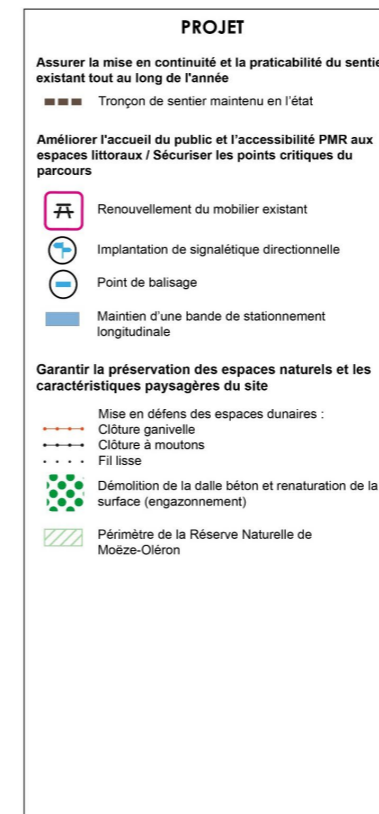 PROJET
Assurer la mise en continuité et la praticabilité du sentie
existant tout au long de l'année
Tronçon de sentier maintenu en l'état
Améliorer l'accueil du public et l'accessibilité PMR aux
espaces littoraux / Sécuriser les points critiques du
parcours
Renouvellement du mobilier existant
Implantation de signalétique directionnelle
Point de balisage
Maintien d'une bande de stationnement
longitudinale
Garantir la préservation des espaces naturels et les
caractéristiques paysagères du site
Mise en défens des espaces dunaires :
Clôture ganivelle
Clôture à moutons
Fil lisse
Démolition de la dalle béton et renaturation de la
surface (engazonnement)
Périmètre de la Réserve Naturelle de
Moëze-Oléron